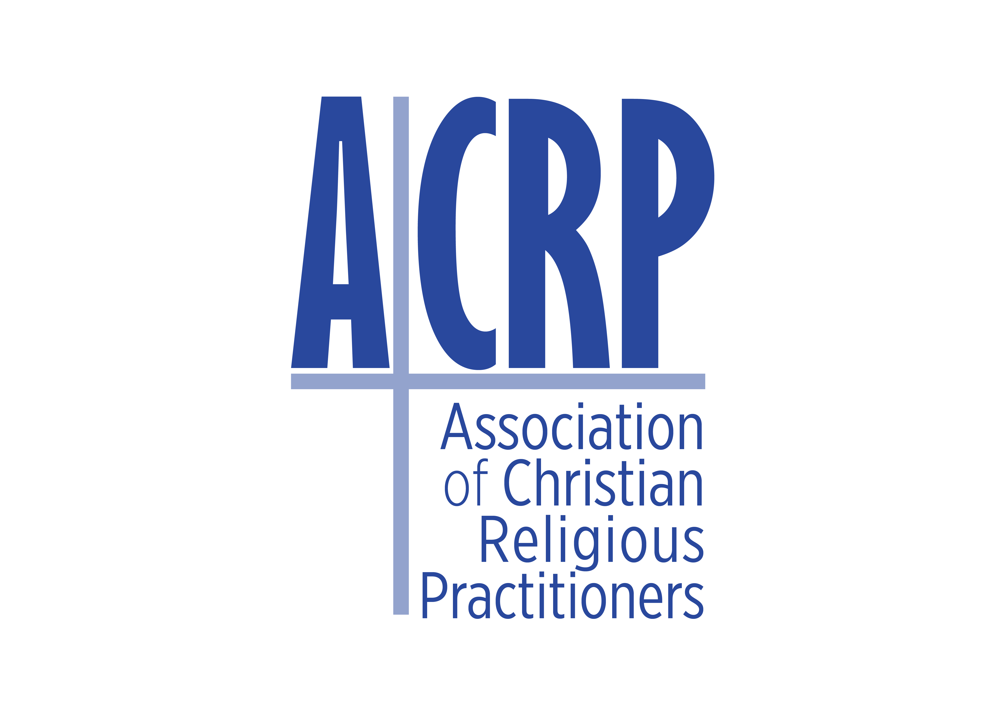 ACRP
Association
of Christian
Religious
Practitioners